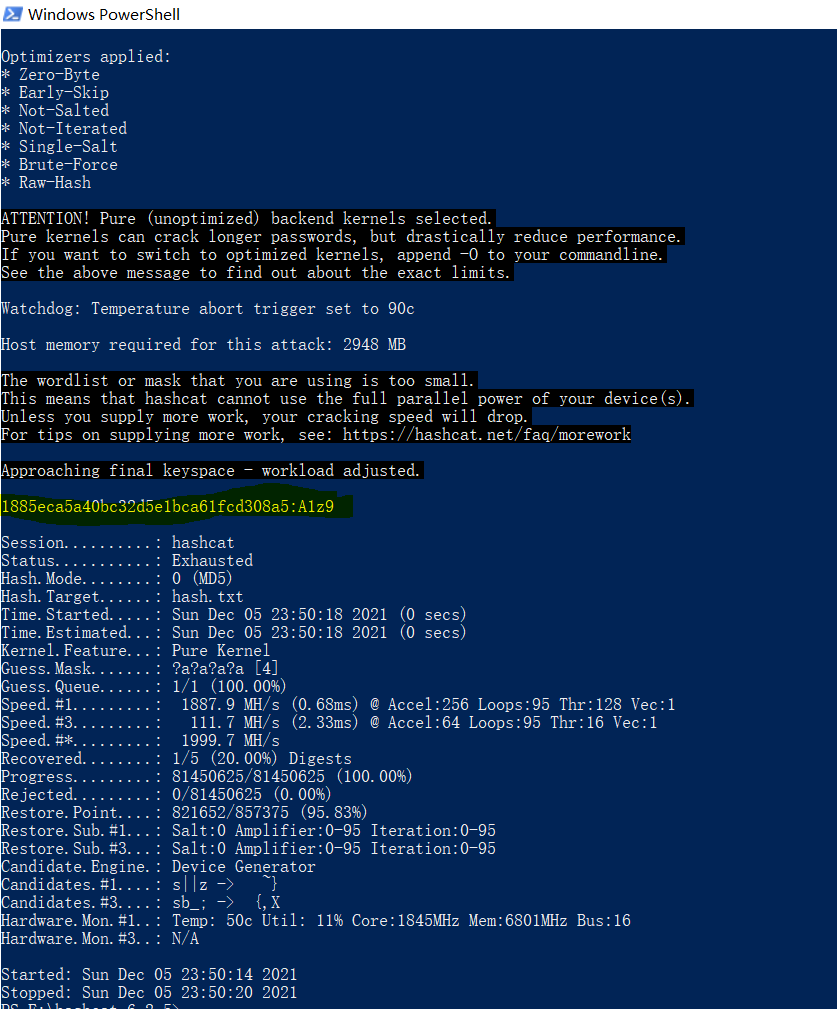 Windows PowerShell
Optimizers applied:
* Zero-Byte
* Early-Skip
* Not-Salted
* Not-Iterated
* Single-Salt
* Brute-Force
* Raw-Hash
ATTENTION! Pure (unoptimized) backend kernels selected.
Pure kernels can crack longer passwords, but drastically reduce performance.
If you want to switch to optimized kernels, append -O to your commandline.
See the above message to find out about the exact limits.
Watchdog: Temperature abort trigger set to 90c
Host memory required for this attack: 2948 MB
The wordlist or mask that you are using is too small.
This means that hashcat cannot use the full parallel power of your device(s).
Unless you supply more work, your cracking speed will drop.
For tips on supplying more work, see: https://hashcat.net/faq/morework
Approaching final keyspace - workload adjusted.
1885eca5a40bc32d5e1bca61fcd308a5:A1z9
Session..........: hashcat
Status...........: Exhausted
Hash.Mode........: 0 (MD5)
Hash.Target......: hash.txt
Time.Started.....: Sun Dec 05 23:50:18 2021 (0 secs)
Time.Estimated...: Sun Dec 05 23:50:18 2021 (0 secs)
Kernel.Feature...: Pure Kernel
Guess.Mask.......: ?a?a?a?a [4]
Guess.Queue......: 1/1 (100.00%)
Speed.#1.........:  1887.9 MH/s (0.68ms) @ Accel:256 Loops:95 Thr:128 Vec:1
Speed.#3.........:   111.7 MH/s (2.33ms) @ Accel:64 Loops:95 Thr:16 Vec:1
Speed.#*.........:  1999.7 MH/s
Recovered........: 1/5 (20.00%) Digests
Progress.........: 81450625/81450625 (100.00%)
Rejected.........: 0/81450625 (0.00%)
Restore.Point....: 821652/857375 (95.83%)
Restore.Sub.#1...: Salt:0 Amplifier:0-95 Iteration:0-95
Restore.Sub.#3...: Salt:0 Amplifier:0-95 Iteration:0-95
Candidate.Engine.: Device Generator
Candidates.#1....: s||z ->   ~}
Candidates.#3....: sb_; ->  {,X
Hardware.Mon.#1..: Temp: 50c Util: 11% Core:1845MHz Mem:6801MHz Bus:16
Hardware.Mon.#3..: N/A
Started: Sun Dec 05 23:50:14 2021
Stopped: Sun Dec 05 23:50:20 2021